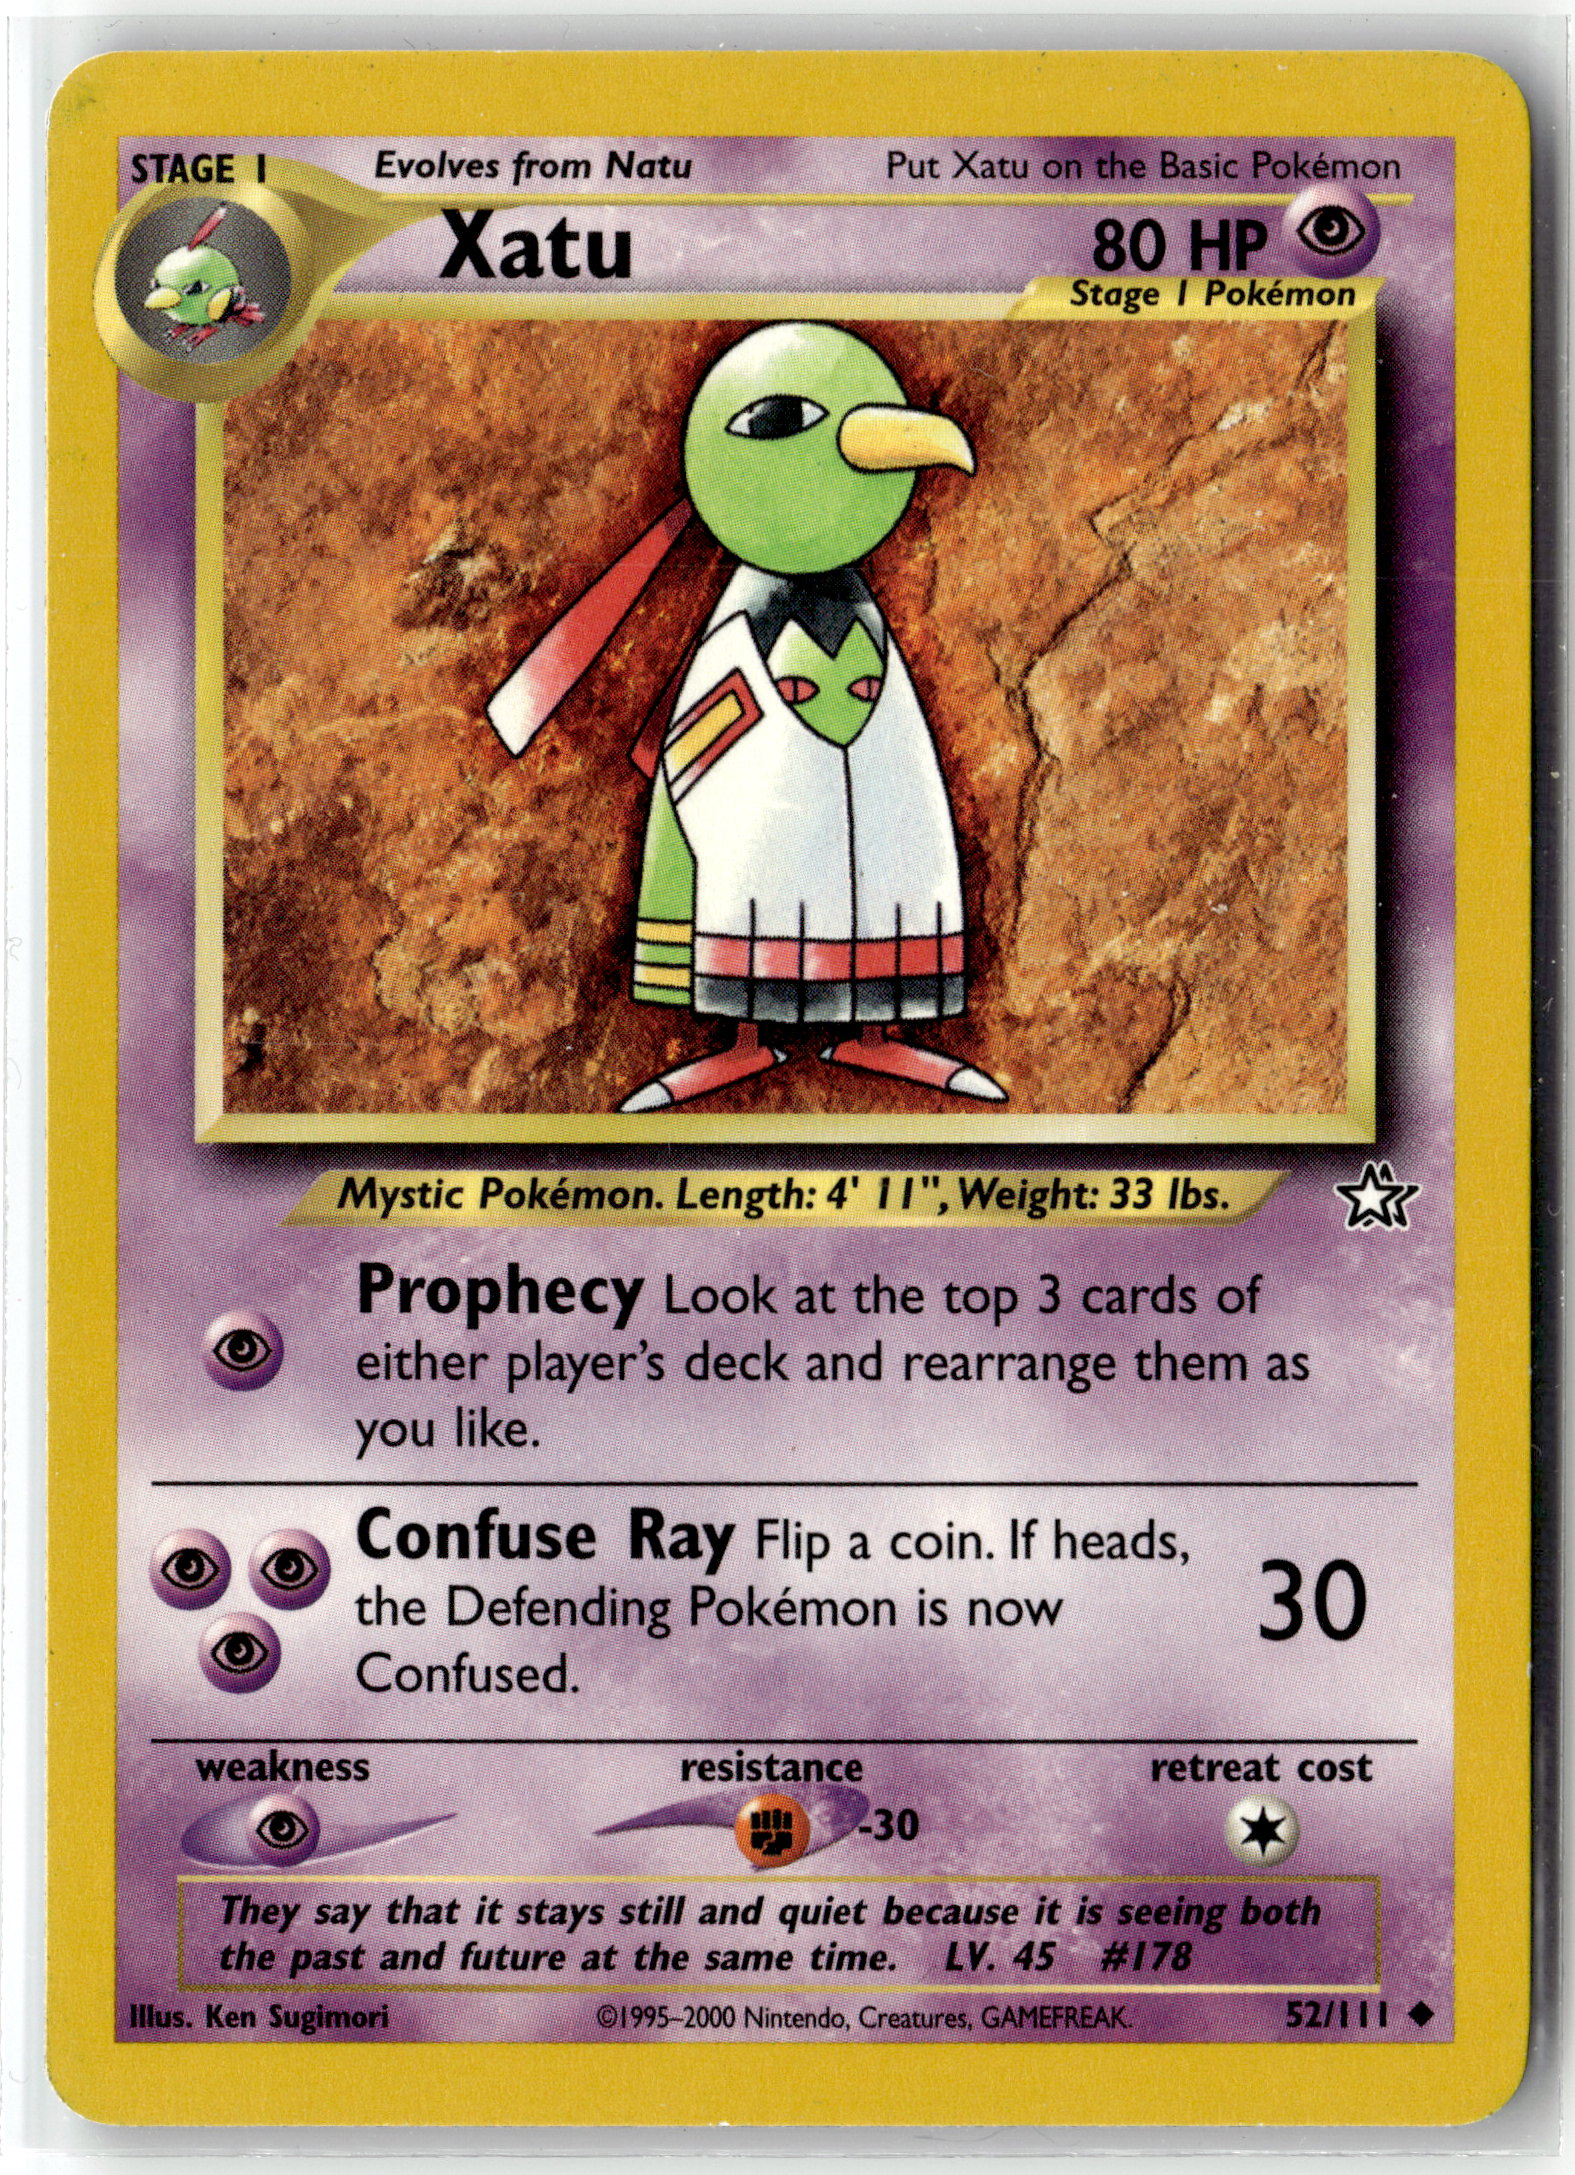 STAGE 1 Evolves from Natu Put Xatu on the Basic Pokémon
Xatu 80 HP
Stage 1 Pokémon
Mystic Pokémon. Length: 4' 11", Weight: 33 lbs.
Prophecy Look at the top 3 cards of
either player's deck and rearrange them as
you like.
Confuse Ray Flip a coin. If heads,
the Defending Pokémon is now
Confused.
30
weakness resistance retreat cost
-30
They say that it stays still and quiet because it is seeing both
the past and future at the same time. LV. 45 #178
Illus. Ken Sugimori ©1995–2000 Nintendo, Creatures, GAMEFREAK. 52/111